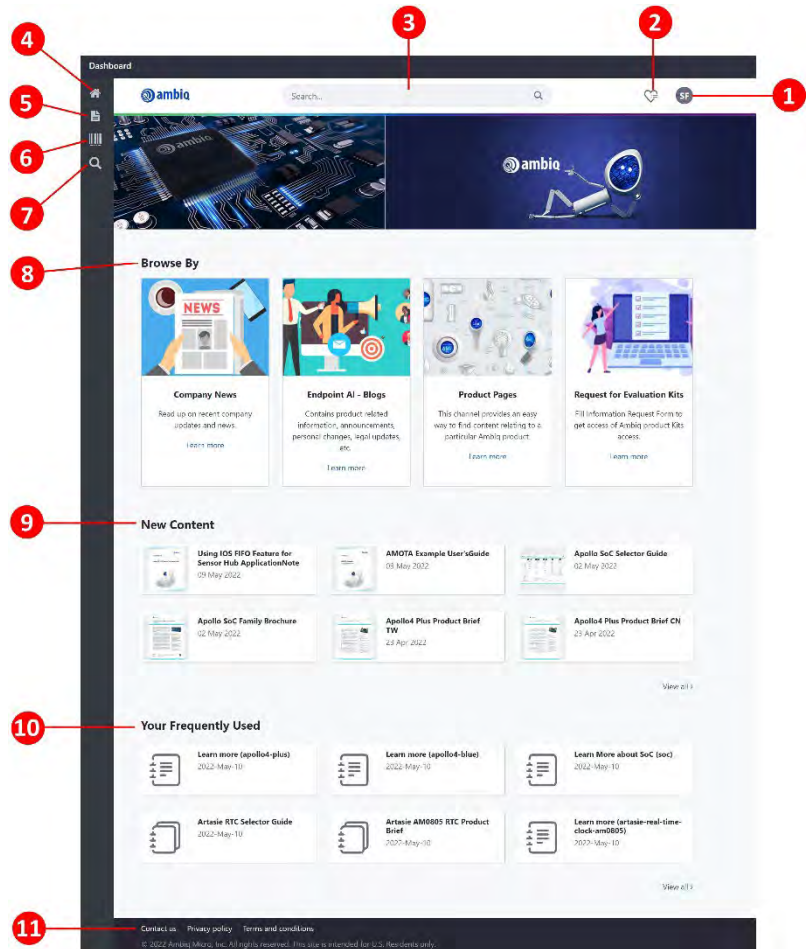 2
3
4
Dashboard
ambiq
Search...
SF
1
5
6
ambiq
ambiq
7
8
Browse By
NEWS
Company News
Read up on recent company
updates and news.
Learn more
Endpoint AI - Blogs
Contains product related
information, announcements,
personal changes, legal updates,
etc.
Learn more
Product Pages
This channel provides an easy
way to find content relating to a
particular Ambiq product.
Learn more
Request for Evaluation Kits
Fill Information Request Form to
get access of Ambiq product Kits
access.
Learn more
9
New Content
Using IOS FIFO Feature for
Sensor Hub ApplicationNote
09 May 2022
AMOTA Example User'sGuide
03 May 2022
Apollo SoC Selector Guide
02 May 2022
Apollo SoC Family Brochure
02 May 2022
Apollo4 Plus Product Brief
TW
23 Apr 2022
Apollo4 Plus Product Brief CN
23 Apr 2022
View all ›
10
Your Frequently Used
Learn more (apollo4-plus)
2022-May-10
Learn more (apollo4-blue)
2022-May-10
Learn More about SoC (soc)
2022-May-10
Artasie RTC Selector Guide
2022-May-10
Artasie AM0805 RTC Product
Brief
2022-May-10
Learn more (artasie-real-time-
clock-am0805)
2022-May-10
View all ›
11
Contact us Privacy policy Terms and conditions
© 2022 Ambiq Micro, Inc. All rights reserved. This site is intended for U.S. Residents only.